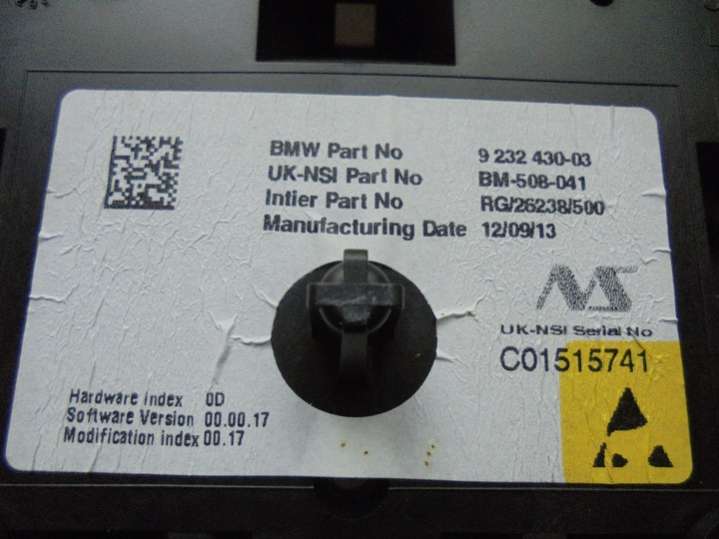 BMW Part No 9 232 430-03
UK-NSI Part No BM-508-041
Intier Part No RG/26238/500
Manufacturing Date 12/09/13
NS
UK-NSI Serial No
C01515741
Hardware index 0D
Software Version 00.00.17
Modification index 00.17